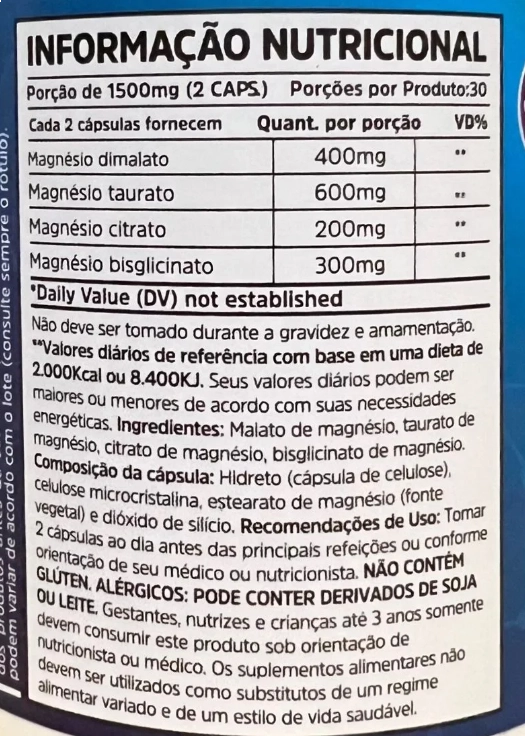 INFORMAÇÃO NUTRICIONAL
Porção de 1500mg (2 CAPS.) Porções por Produto:30
Cada 2 cápsulas fornecem Quant. por porção VD%
Magnésio dimalato 400mg **
Magnésio taurato 600mg **
Magnésio citrato 200mg **
Magnésio bisglicinato 300mg **
*Daily Value (DV) not established
Não deve ser tomado durante a gravidez e amamentação.
**Valores diários de referência com base em uma dieta de
2.000Kcal ou 8.400KJ. Seus valores diários podem ser
maiores ou menores de acordo com suas necessidades
energéticas. Ingredientes: Malato de magnésio, taurato de
magnésio, citrato de magnésio, bisglicinato de magnésio.
Composição da cápsula: Hidreto (cápsula de celulose),
celulose microcristalina, estearato de magnésio (fonte
vegetal) e dióxido de silício. Recomendações de Uso: Tomar
2 cápsulas ao dia antes das principais refeições ou conforme
orientação de seu médico ou nutricionista. NÃO CONTÉM
GLÚTEN. ALÉRGICOS: PODE CONTER DERIVADOS DE SOJA
OU LEITE. Gestantes, nutrizes e crianças até 3 anos somente
devem consumir este produto sob orientação de
nutricionista ou médico. Os suplementos alimentares não
devem ser utilizados como substitutos de um regime
alimentar variado e de um estilo de vida saudável.
podem variar de acordo com o lote (consulte sempre o rótulo).